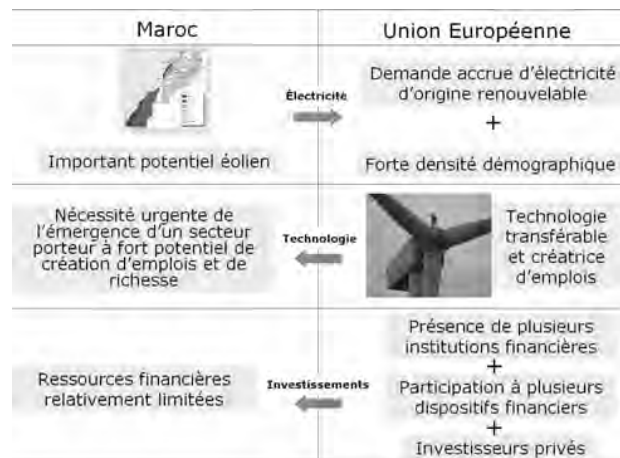 Maroc
Union Européenne
Électricité
Demande accrue d'électricité
d'origine renouvelable
+
Important potentiel éolien
Forte densité démographique
Nécessité urgente de
l'émergence d'un secteur
porteur à fort potentiel de
création d'emplois et de
richesse
Technologie
Technologie
transférable
et créatrice
d'emplois
Ressources financières
relativement limitées
Investissements
Présence de plusieurs
institutions financières
+
Participation à plusieurs
dispositifs financiers
+
Investisseurs privés